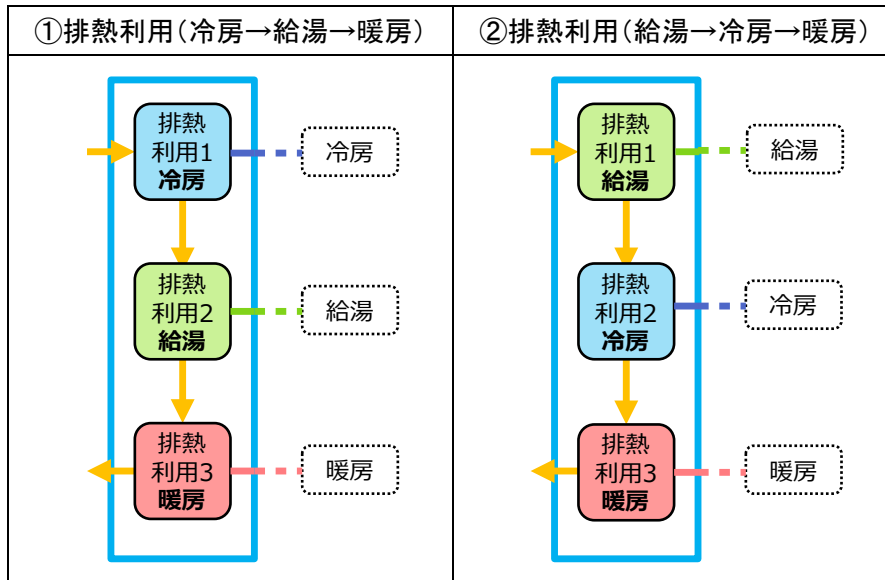 ①排熱利用(冷房→給湯→暖房)
②排熱利用(給湯→冷房→暖房)
排熱
利用1
冷房
冷房
排熱
利用2
給湯
給湯
排熱
利用3
暖房
暖房
排熱
利用1
給湯
給湯
排熱
利用2
冷房
冷房
排熱
利用3
暖房
暖房